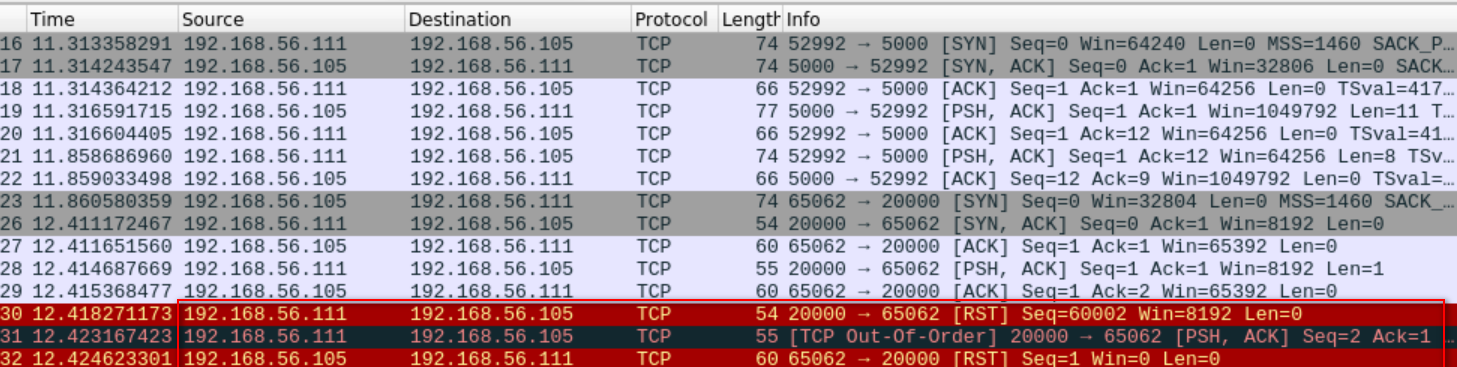 Time Source Destination Protocol Length Info
16 11.313358291 192.168.56.111 192.168.56.105 TCP 74 52992 → 5000 [SYN] Seq=0 Win=64240 Len=0 MSS=1460 SACK_P…
17 11.314243547 192.168.56.105 192.168.56.111 TCP 74 5000 → 52992 [SYN, ACK] Seq=0 Ack=1 Win=32806 Len=0 SACK…
18 11.314364212 192.168.56.111 192.168.56.105 TCP 66 52992 → 5000 [ACK] Seq=1 Ack=1 Win=64256 Len=0 TSval=417…
19 11.316591715 192.168.56.105 192.168.56.111 TCP 77 5000 → 52992 [PSH, ACK] Seq=1 Ack=1 Win=1049792 Len=11 T…
20 11.316604405 192.168.56.111 192.168.56.105 TCP 66 52992 → 5000 [ACK] Seq=1 Ack=12 Win=64256 Len=0 TSval=41…
21 11.858686960 192.168.56.111 192.168.56.105 TCP 74 52992 → 5000 [PSH, ACK] Seq=1 Ack=12 Win=64256 Len=8 TSv…
22 11.859033498 192.168.56.105 192.168.56.111 TCP 66 5000 → 52992 [ACK] Seq=12 Ack=9 Win=1049792 Len=0 TSval=…
23 11.860580359 192.168.56.105 192.168.56.111 TCP 74 65062 → 20000 [SYN] Seq=0 Win=32804 Len=0 MSS=1460 SACK_…
26 12.411172467 192.168.56.111 192.168.56.105 TCP 54 20000 → 65062 [SYN, ACK] Seq=0 Ack=1 Win=8192 Len=0
27 12.411651560 192.168.56.105 192.168.56.111 TCP 60 65062 → 20000 [ACK] Seq=1 Ack=1 Win=65392 Len=0
28 12.414687669 192.168.56.111 192.168.56.105 TCP 55 20000 → 65062 [PSH, ACK] Seq=1 Ack=1 Win=8192 Len=1
29 12.415368477 192.168.56.105 192.168.56.111 TCP 60 65062 → 20000 [ACK] Seq=1 Ack=2 Win=65392 Len=0
30 12.418271173 192.168.56.111 192.168.56.105 TCP 54 20000 → 65062 [RST] Seq=60002 Win=8192 Len=0
31 12.423167423 192.168.56.111 192.168.56.105 TCP 55 [TCP Out-Of-Order] 20000 → 65062 [PSH, ACK] Seq=2 Ack=1 …
32 12.424623301 192.168.56.105 192.168.56.111 TCP 60 65062 → 20000 [RST] Seq=1 Win=0 Len=0